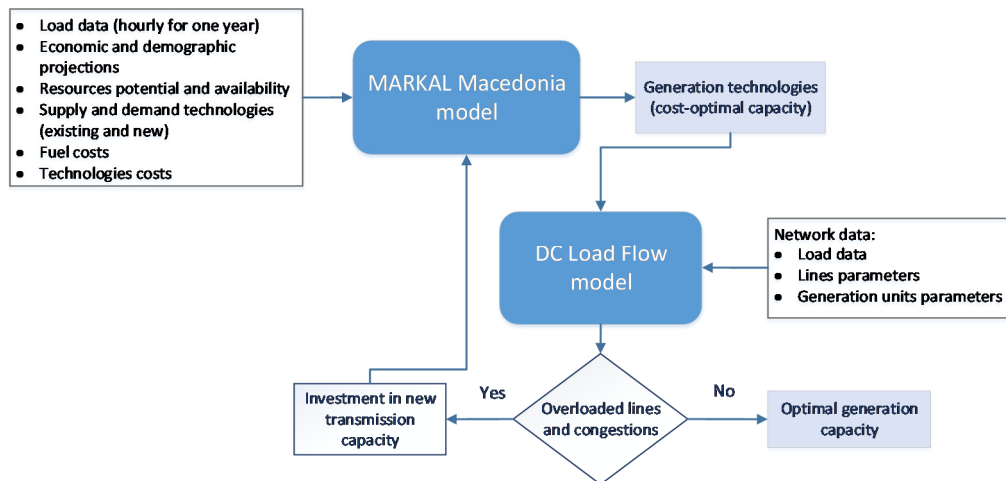 • Load data (hourly for one year)
• Economic and demographic
projections
• Resources potential and availability
• Supply and demand technologies
(existing and new)
• Fuel costs
• Technologies costs
MARKAL Macedonia
model
Generation technologies
(cost-optimal capacity)
DC Load Flow
model
Network data:
• Load data
• Lines parameters
• Generation units parameters
Investment in new
transmission
capacity
Yes
Overloaded lines
and congestions
No
Optimal generation
capacity